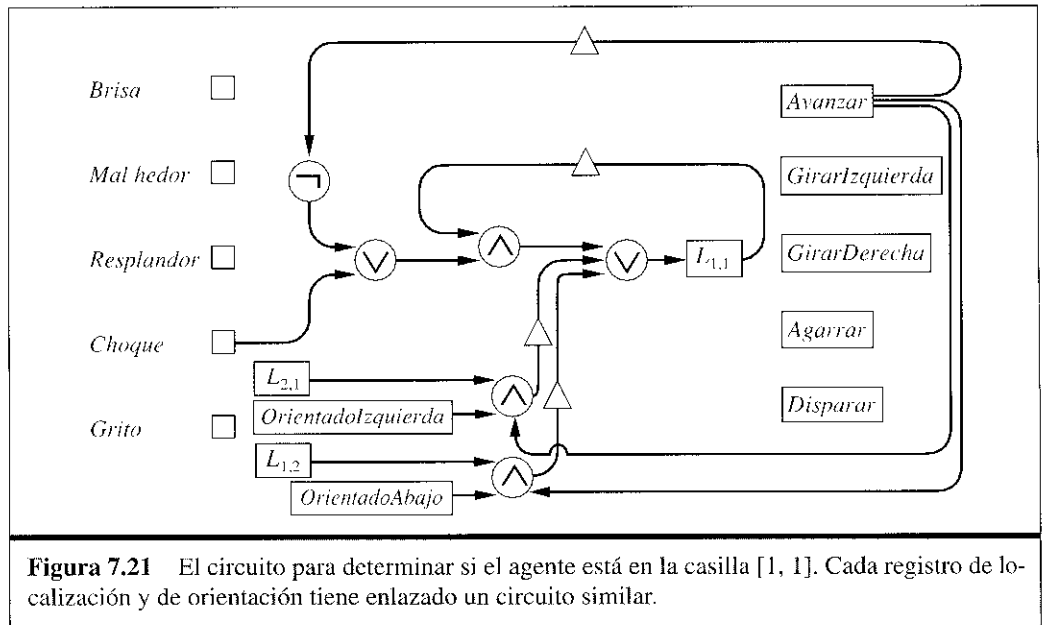 Brisa
Mal hedor
Resplandor
Choque
Grito
¬
∨
∧
∨
L1,1
L2,1
OrientadoIzquierda
∧
L1,2
OrientadoAbajo
∧
Avanzar
GirarIzquierda
GirarDerecha
Agarrar
Disparar
Figura 7.21 El circuito para determinar si el agente está en la casilla [1, 1]. Cada registro de lo-
calización y de orientación tiene enlazado un circuito similar.